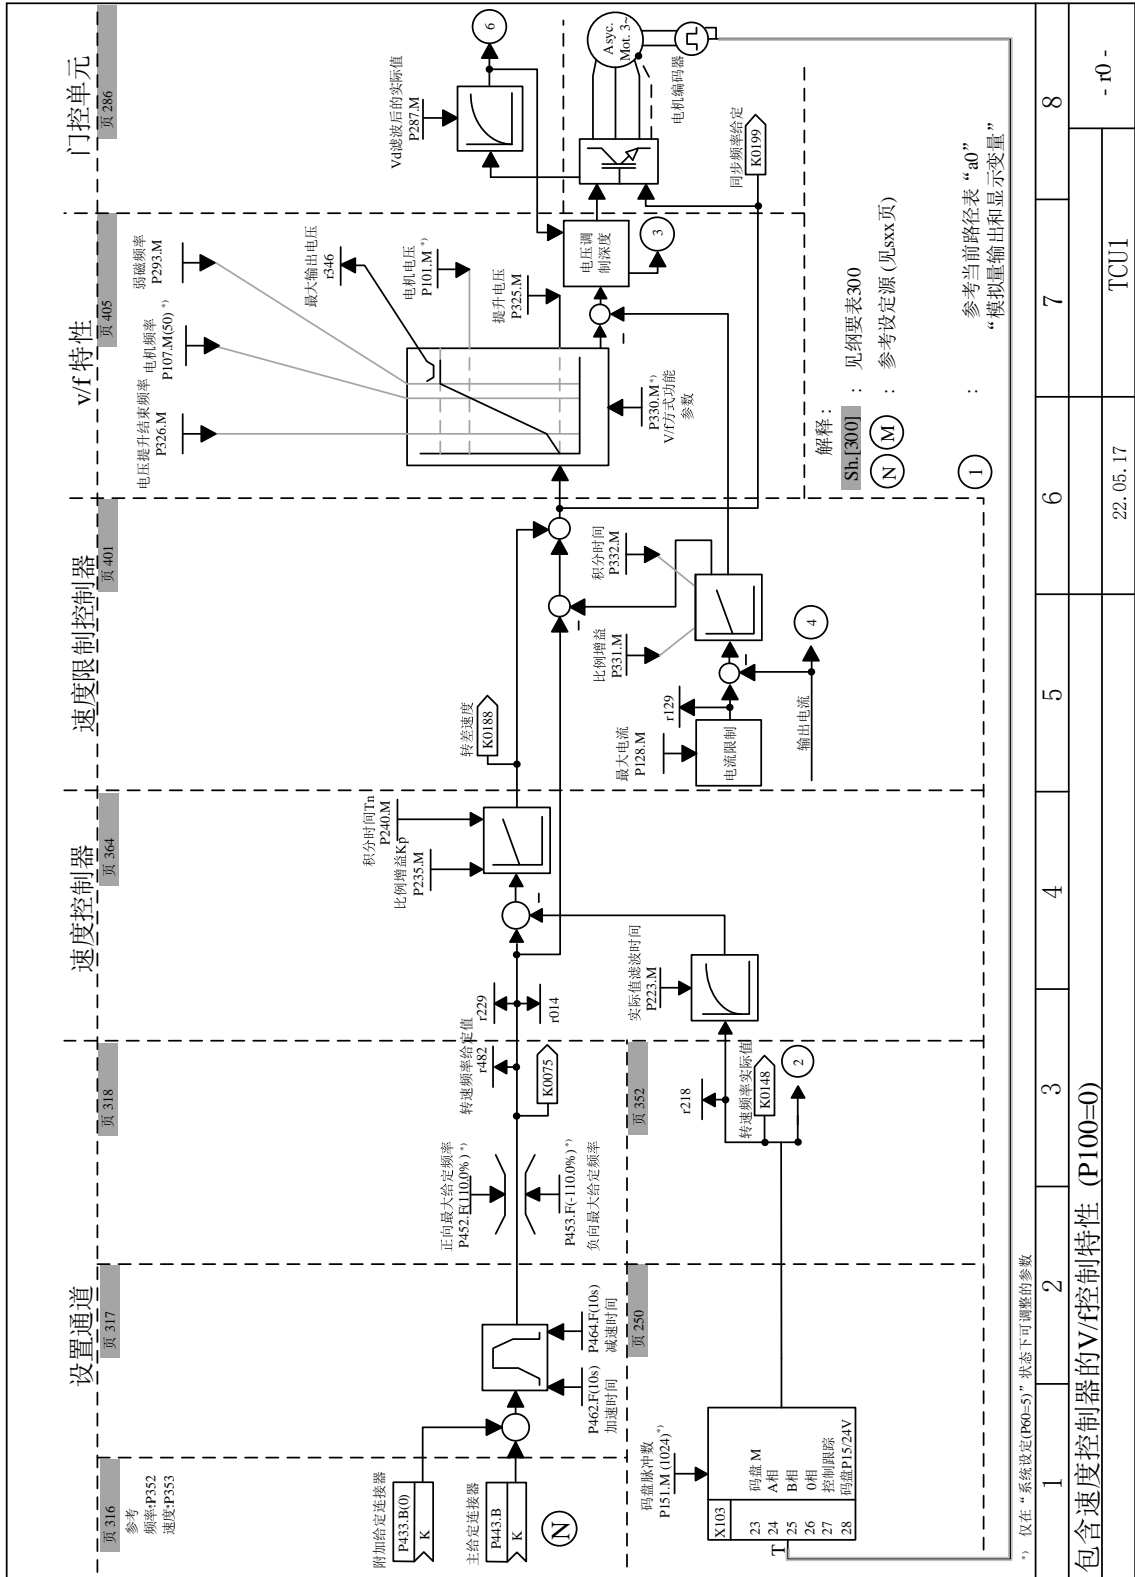 设置通道
速度控制器
速度限制控制器
v/f 特性
门控单元
页 316
页 317
页 318
页 364
页 401
页 405
页 286
参考
频率:P352
速度:P353
附加给定连接器
P433.B(0)
K
主给定连接器
P443.B
K
N
P462.F(10s)
加速时间
P464.F(10s)
减速时间
正向最大给定频率
P452.F(110.0%) *)
P453.F(-110.0%) *)
负向最大给定频率
K0075
转速频率给定值
r482
r229
r014
比例增益Kp
P235.M
积分时间Tn
P240.M
转差速度
K0188
电压提升结束频率
P326.M
电机频率
P107.M(50) *)
弱磁频率
P293.M
最大输出电压
r346
电机电压
P101.M *)
提升电压
P325.M
P330.M *)
V/f方式功能
参数
电压调
制深度
3
Vd滤波后的实际值
P287.M
6
Asyc.
Mot. 3~
电机编码器
同步频率给定
K0199
页 250
页 352
码盘脉冲数
P151.M (1024) *)
X103
23
24
25
26
27
28
码盘 M
A相
B相
0相
控制跟踪
码盘P15/24V
T
r218
转速频率实际值
K0148
2
实际值滤波时间
P223.M
最大电流
P128.M
电流限制
r129
输出电流
4
比例增益
P331.M
积分时间
P332.M
解释 :
Sh.[300] : 见纲要表300
N M : 参考设定源 (见sxx页)
1 : 参考当前路径表 “a0”
“模拟量输出和显示变量”
*) 仅在 “系统设定(P60=5)” 状态下可调整的参数
1 2 3 4 5 6 7 8
包含速度控制器的V/f控制特性 (P100=0)
22. 05. 17
TCU1
- r0 -